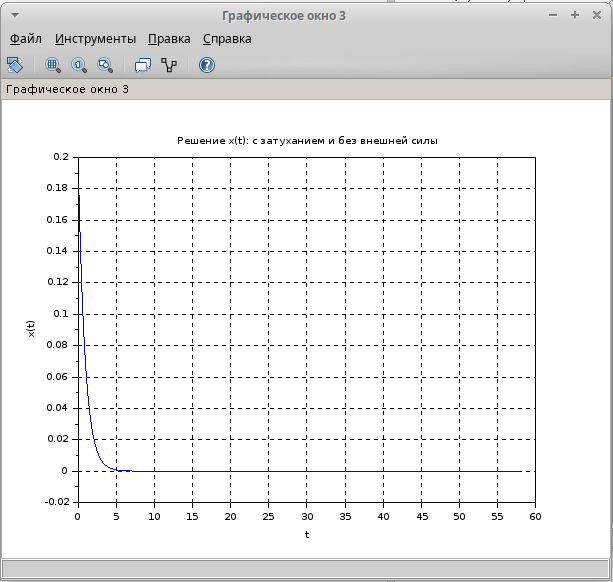 Графическое окно 3
Файл Инструменты Правка Справка
Графическое окно 3
Решение x(t): с затуханием и без внешней силы
0.2
0.18
0.16
0.14
0.12
0.1
0.08
0.06
0.04
0.02
0
-0.02
x(t)
0 5 10 15 20 25 30 35 40 45 50 55 60
t